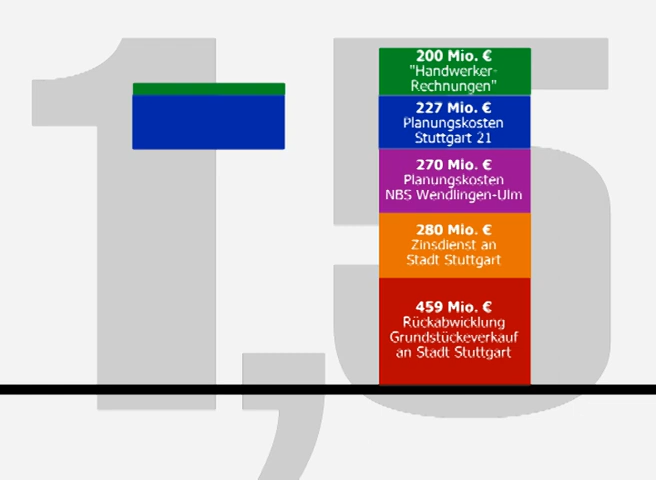 1,5
200 Mio. €
"Handwerker-
Rechnungen"
227 Mio. €
Planungskosten
Stuttgart 21
270 Mio. €
Planungskosten
NBS Wendlingen-Ulm
280 Mio. €
Zinsdienst an
Stadt Stuttgart
459 Mio. €
Rückabwicklung
Grundstückeverkauf
an Stadt Stuttgart